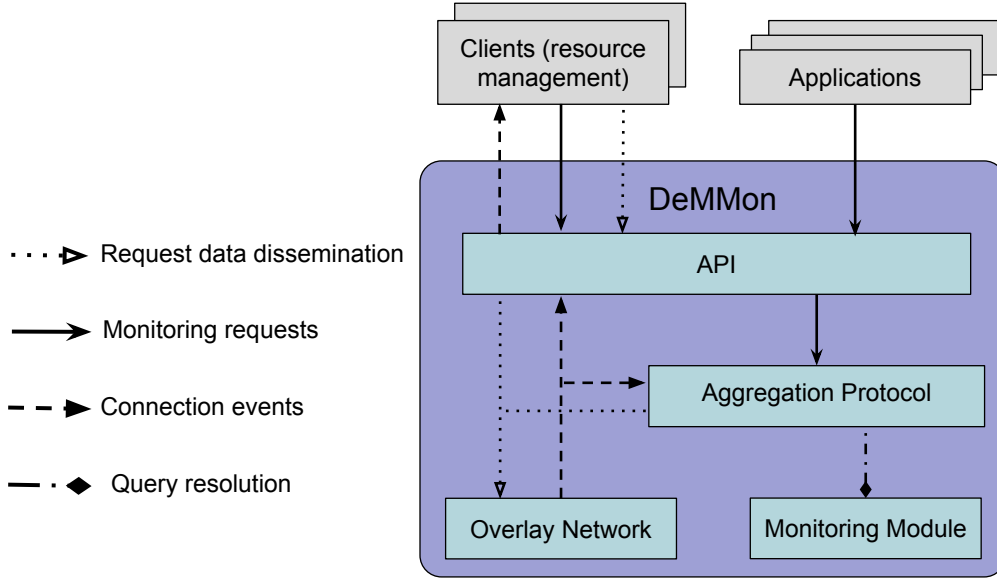 Clients (resource
management)
Applications
DeMMon
Request data dissemination
API
Monitoring requests
Aggregation Protocol
Connection events
Query resolution
Overlay Network
Monitoring Module